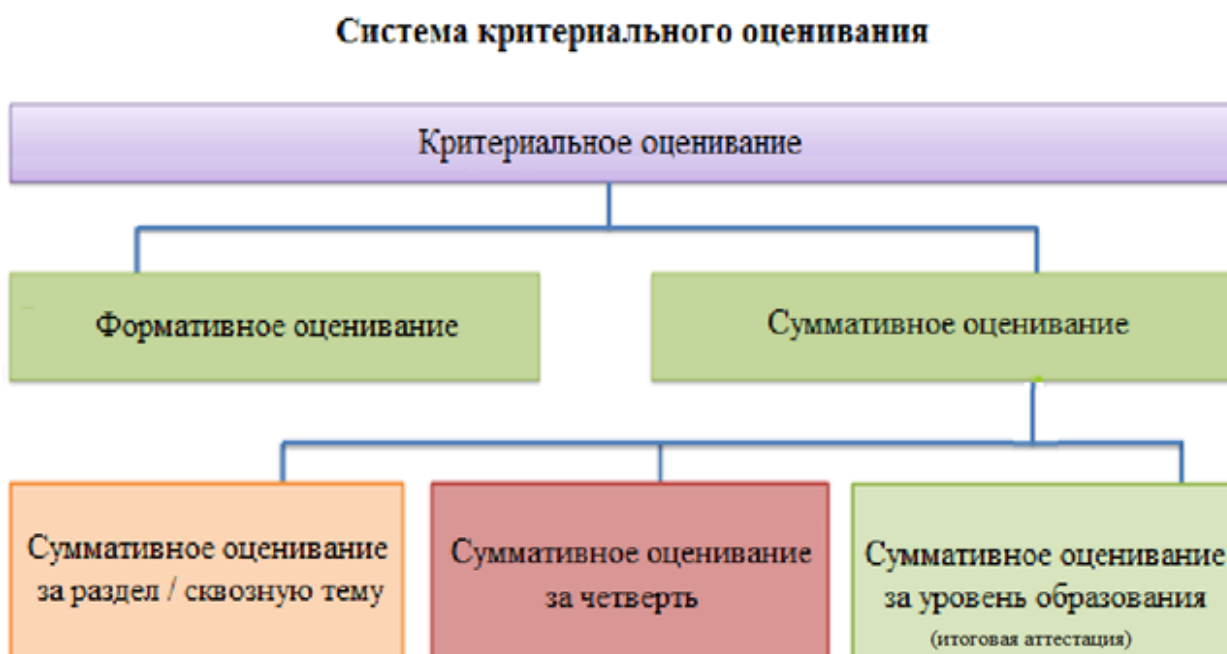 Система критериального оценивания
Критериальное оценивание
Формативное оценивание
Суммативное оценивание
Суммативное оценивание
за раздел / сквозную тему
Суммативное оценивание
за четверть
Суммативное оценивание
за уровень образования
(итоговая аттестация)